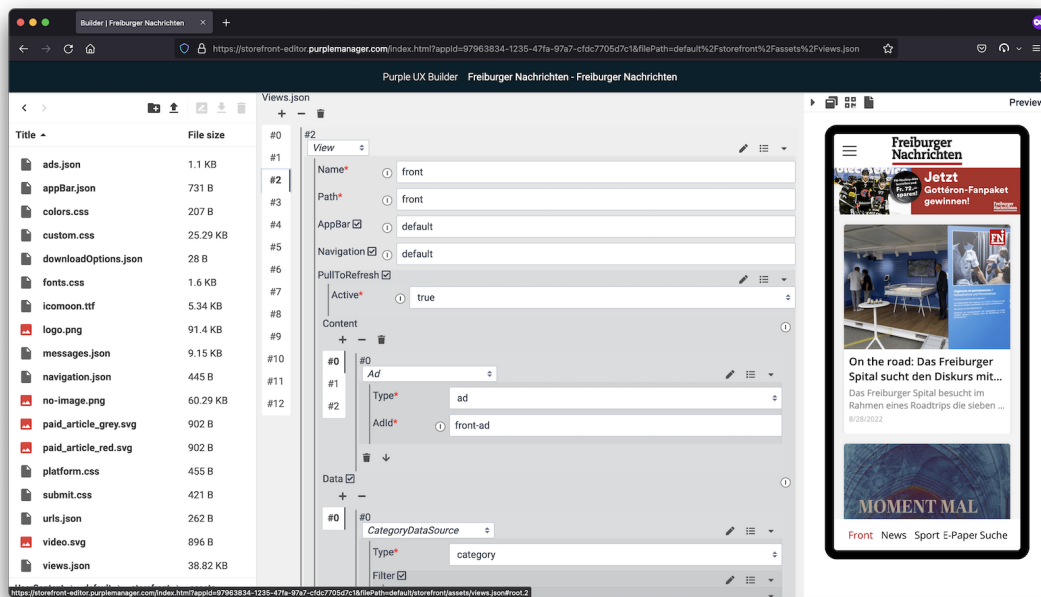 Builder | Freiburger Nachrichten
https://storefront-editor.purplemanager.com/index.html?appId=97963834-1235-47fa-97a7-cfdc7705d7c1&filePath=default%2Fstorefront%2Fassets%2Fviews.json
Purple UX Builder Freiburger Nachrichten - Freiburger Nachrichten
Title File size
ads.json 1.1 KB
appBar.json 731 B
colors.css 207 B
custom.css 25.29 KB
downloadOptions.json 28 B
fonts.css 1.6 KB
icomoon.ttf 5.34 KB
logo.png 91.4 KB
messages.json 9.15 KB
navigation.json 445 B
no-image.png 60.29 KB
paid_article_grey.svg 902 B
paid_article_red.svg 902 B
platform.css 455 B
submit.css 421 B
urls.json 262 B
video.svg 896 B
views.json 38.82 KB
https://storefront-editor.purplemanager.com/index.html?appId=97963834-1235-47fa-97a7-cfdc7705d7c1&filePath=default/storefront/assets/views.json#root.2
Views.json
#0
#1
#2
#3
#4
#5
#6
#7
#8
#9
#10
#11
#12
#2
View
Name* front
Path* front
AppBar default
Navigation default
PullToRefresh
Active* true
Content
#0
#1
#2
#0
Ad
Type* ad
AdId* front-ad
Data
#0
#0
CategoryDataSource
Type* category
Filter
Preview
Freiburger
Nachrichten
Jetzt
Gottéron-Fanpaket
gewinnen!
Fr. 72.-
sparen!
Freiburger
Nachrichten
FN
On the road: Das Freiburger
Spital sucht den Diskurs mit...
Das Freiburger Spital besucht im
Rahmen eines Roadtrips die sieben ...
8/28/2022
MOMENT MAL
Front News Sport E-Paper Suche